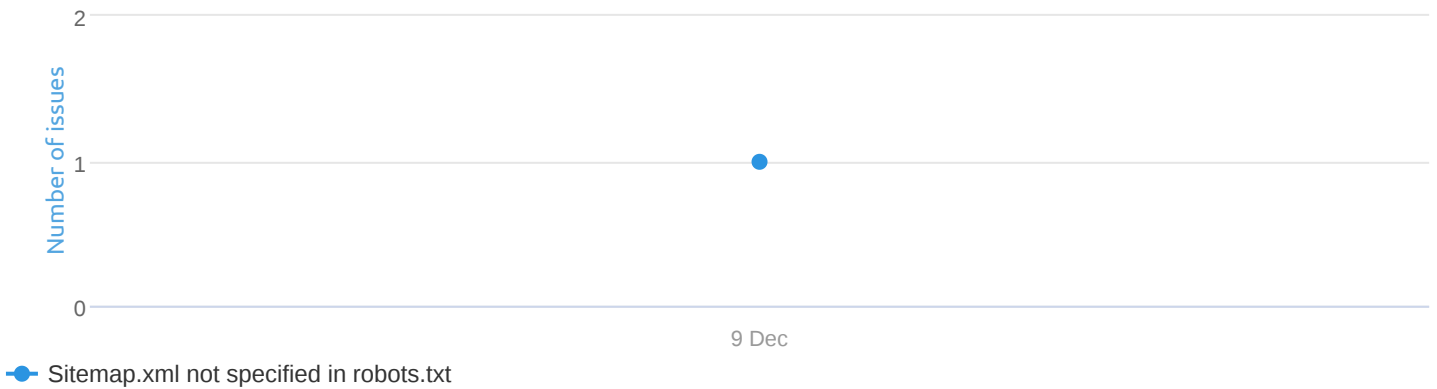 2
Number of issues
1
0
9 Dec
Sitemap.xml not specified in robots.txt